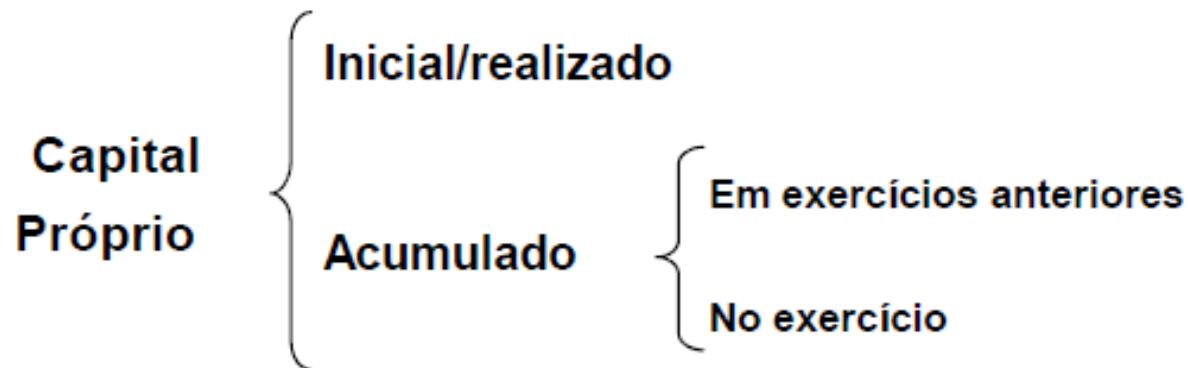 Inicial/realizado
Capital
Próprio
Acumulado
Em exercícios anteriores
No exercício